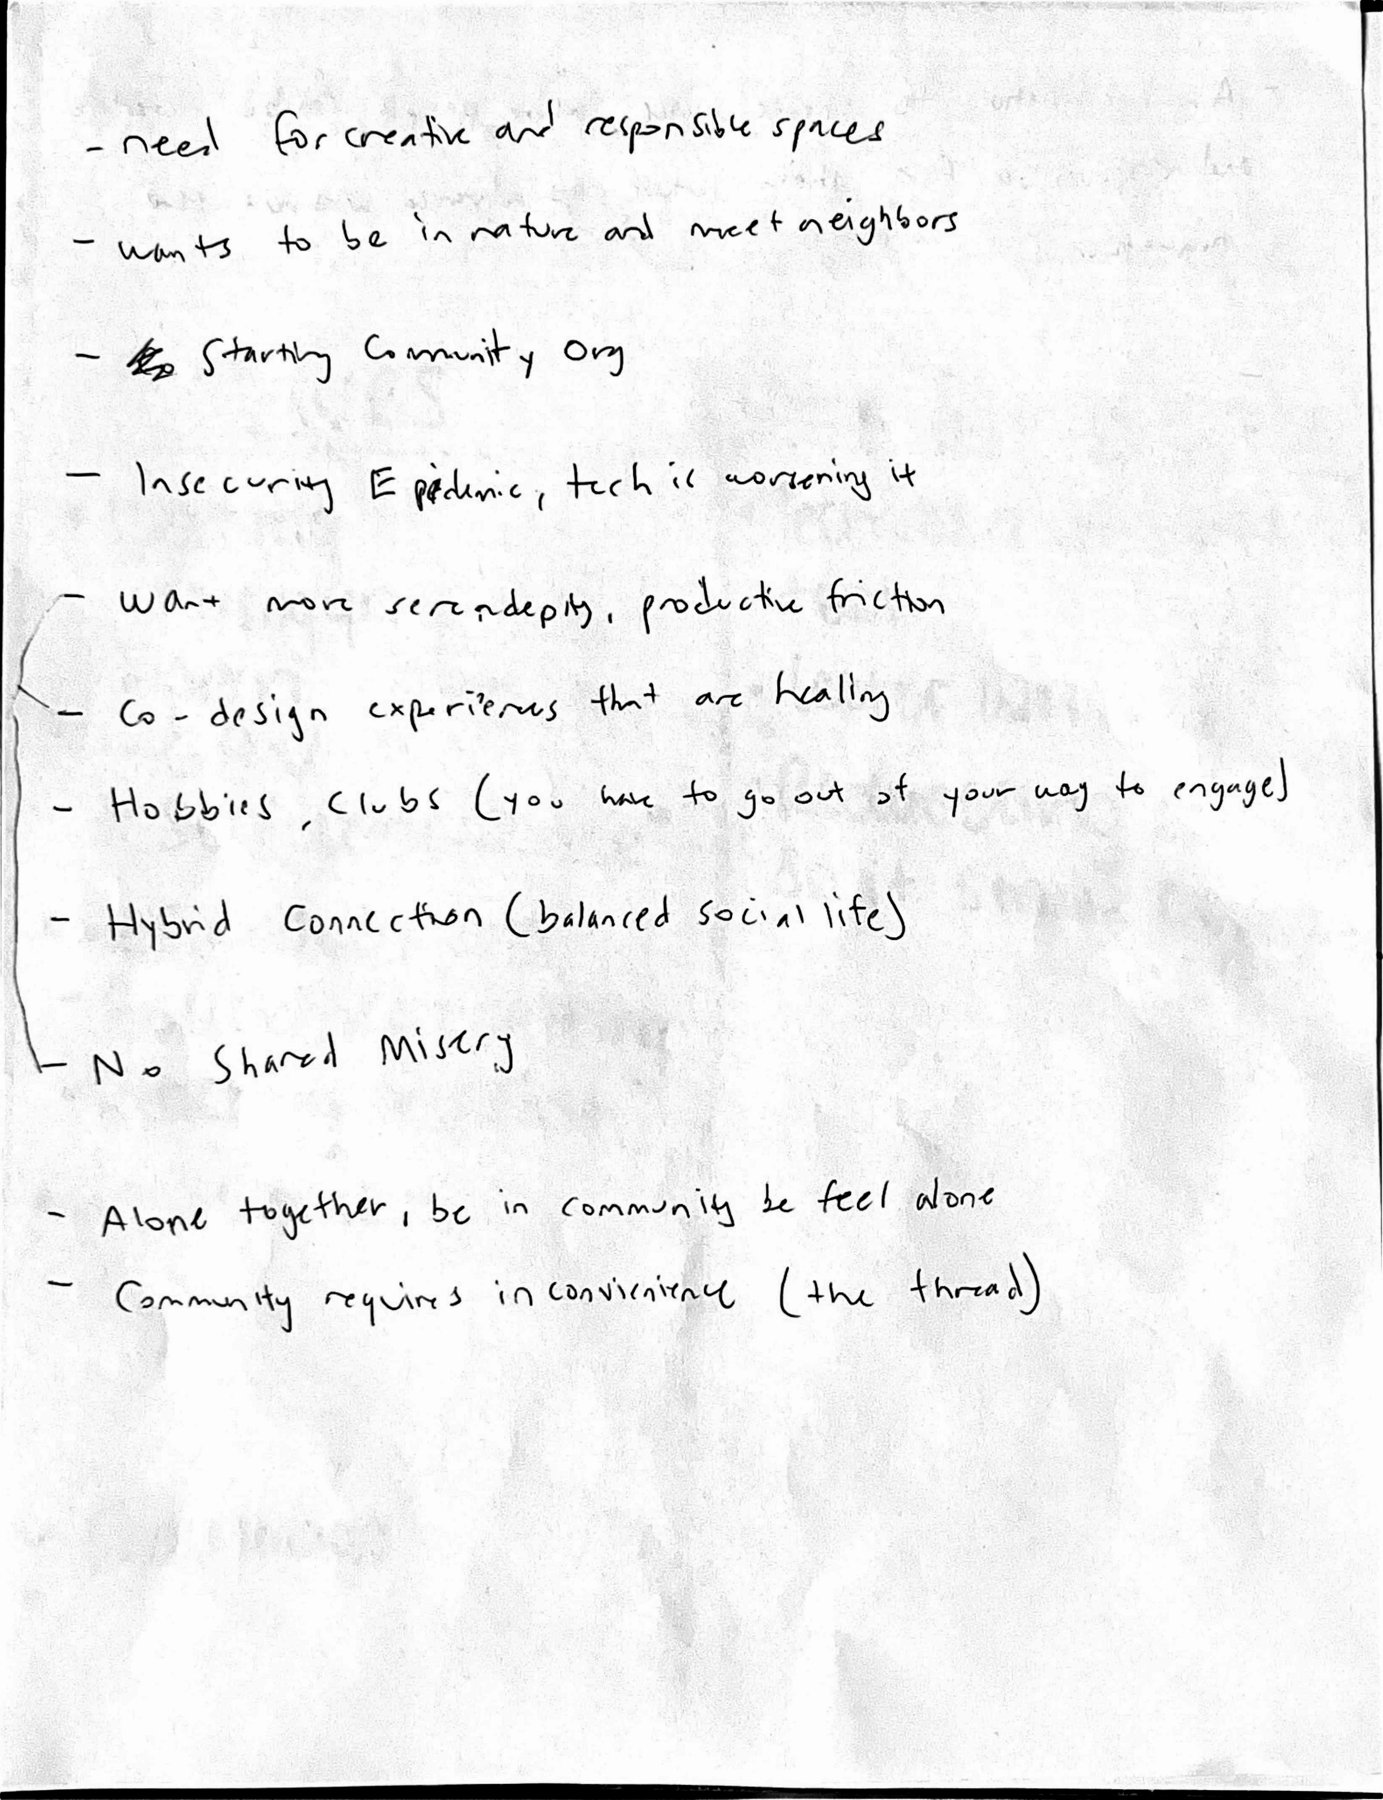 - need for creative and responsible spaces
- wants to be in nature and meet neighbors
- Starting Community Org
- Insecurity Epidemic, tech is worsening it
- want more serendepity, productive friction
- Co-design experiences that are healing
- Hobbies, Clubs (you have to go out of your way to engage)
- Hybrid Connection (balanced social life)
- No Shared Misery
- Alone together, be in community be feel alone
- Community requires inconvienience (the thread)